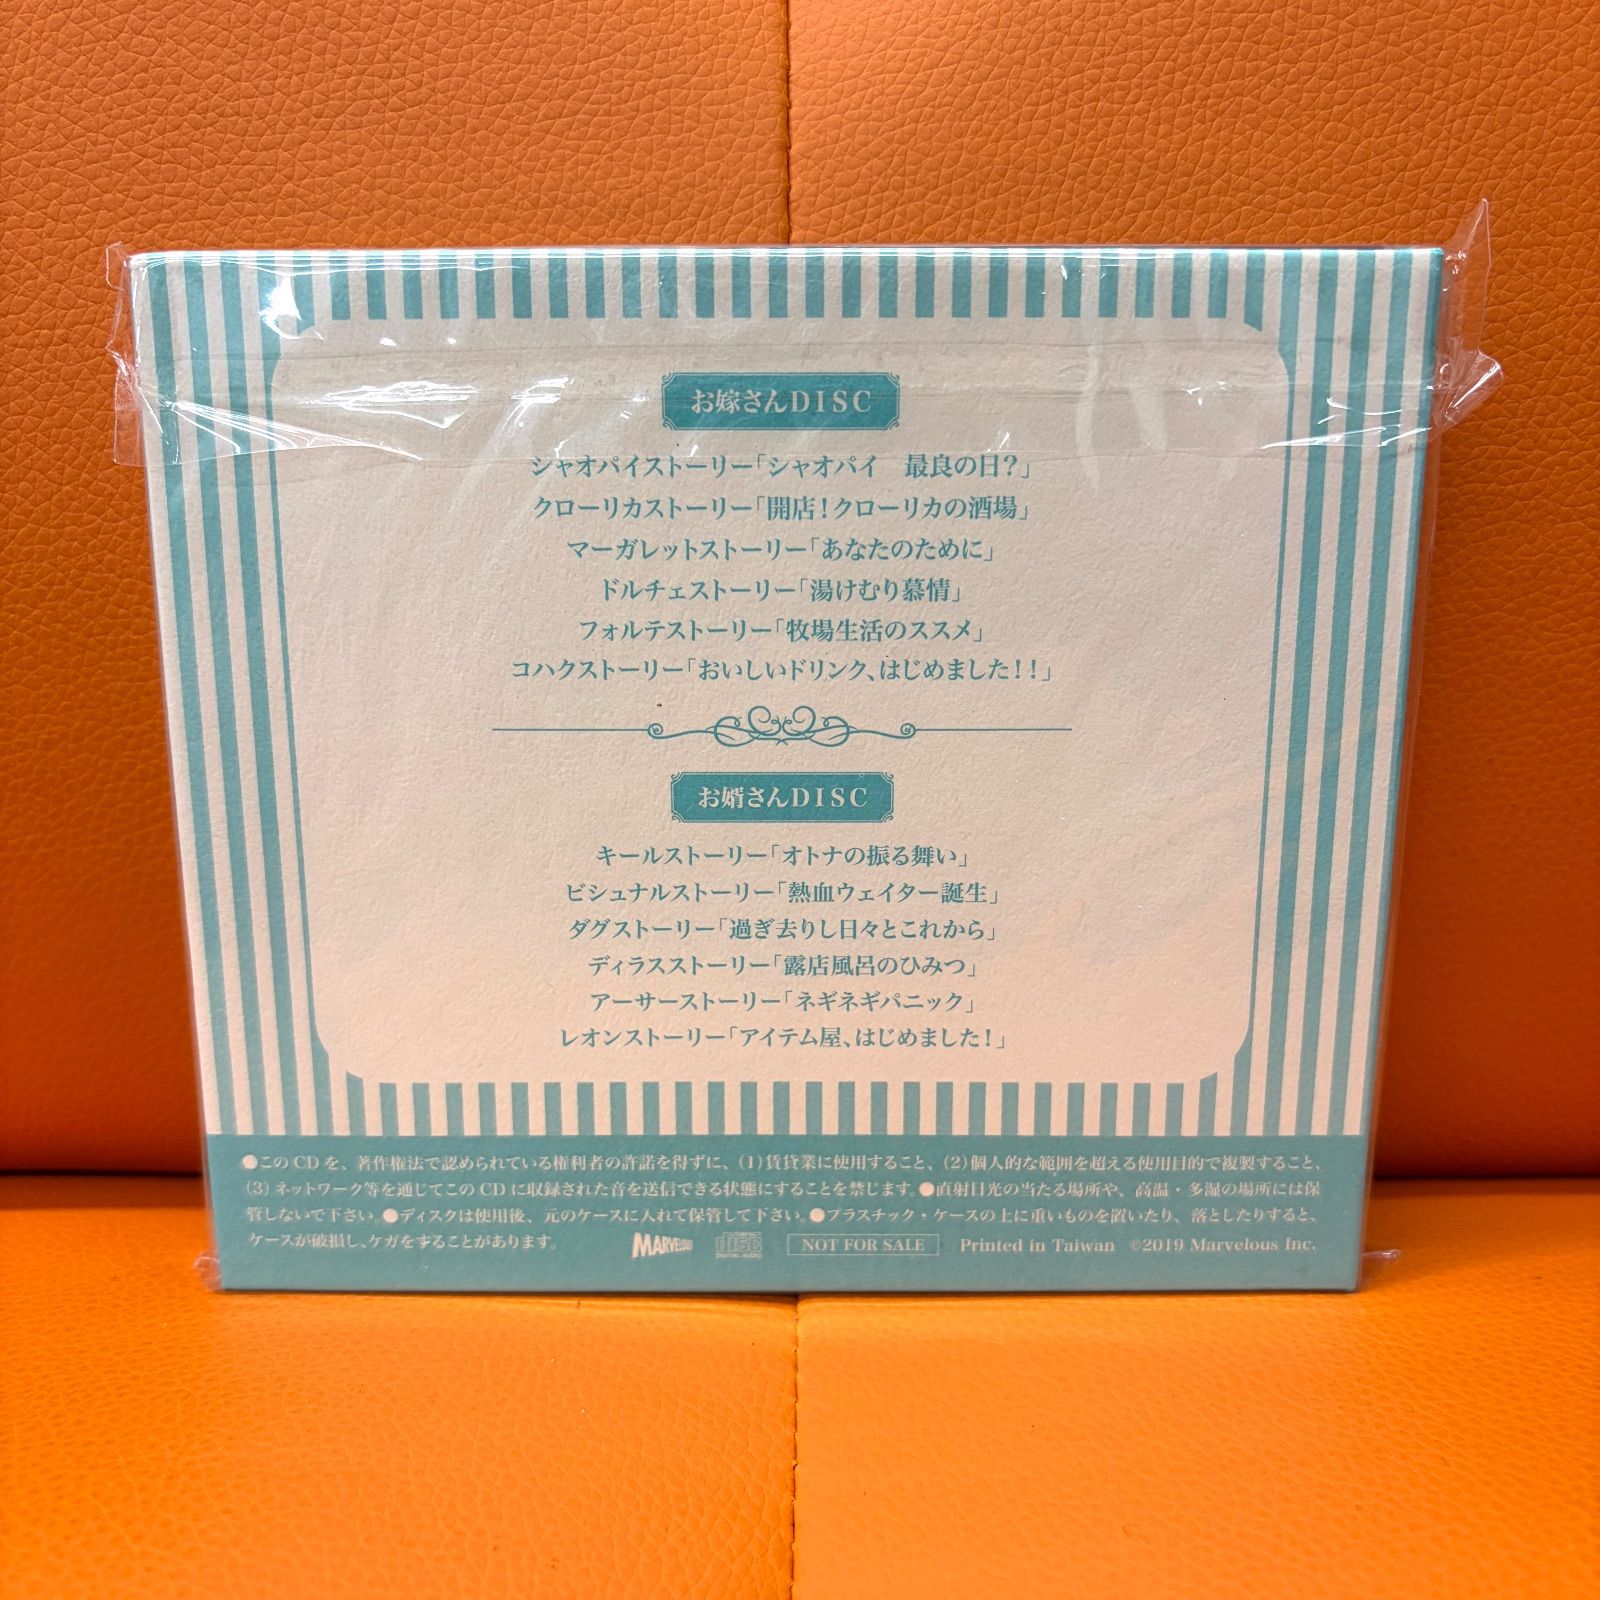 お嫁さんDISC
シャオパイストーリー「シャオパイ　最良の日?」
クローリカストーリー「開店!クローリカの酒場」
マーガレットストーリー「あなたのために」
ドルチェストーリー「湯けむり慕情」
フォルテストーリー「牧場生活のススメ」
コハクストーリー「おいしいドリンク、はじめました!!」
お婿さんDISC
キールストーリー「オトナの振る舞い」
ビシュナルストーリー「熱血ウェイター誕生」
ダグストーリー「過ぎ去りし日々とこれから」
ディラスストーリー「露店風呂のひみつ」
アーサーストーリー「ネギネギパニック」
レオンストーリー「アイテム屋、はじめました!」
●このCDを、著作権法で認められている権利者の許諾を得ずに、(1)賃貸業に使用すること、(2)個人的な範囲を超える使用目的で複製すること、
(3)ネットワーク等を通じてこのCDに収録された音を送信できる状態にすることを禁じます。●直射日光の当たる場所や、高温・多湿の場所には保
管しないで下さい。●ディスクは使用後、元のケースに入れて保管して下さい。●プラスチック・ケースの上に重いものを置いたり、落としたりすると、
ケースが破損し、ケガをすることがあります。 MARVELOUS disc DIGITAL AUDIO NOT FOR SALE Printed in Taiwan ©2019 Marvelous Inc.